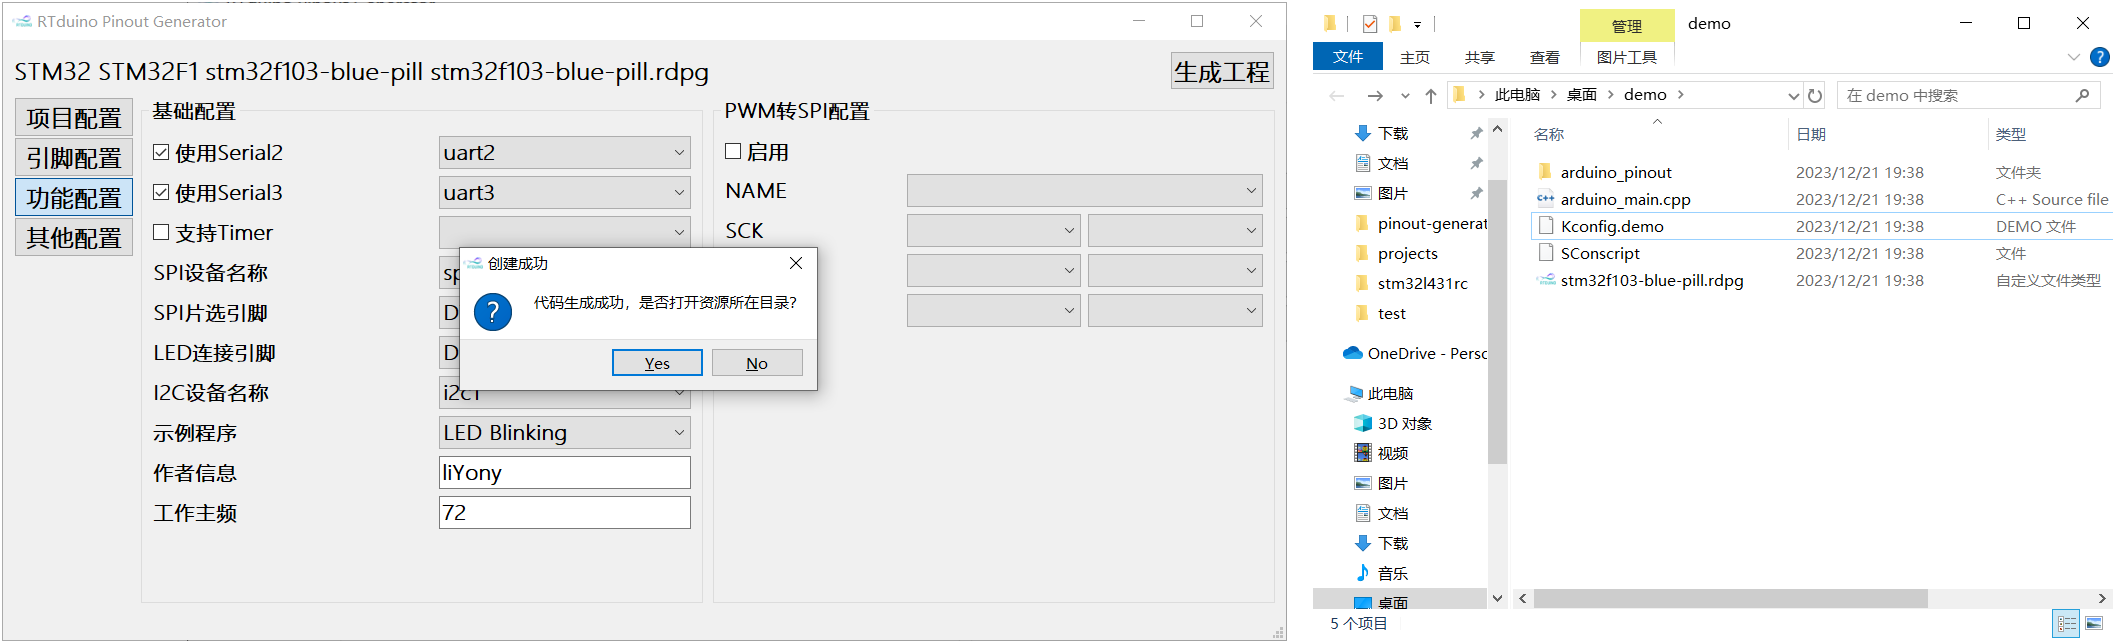 RTduino Pinout Generator
STM32 STM32F1 stm32f103-blue-pill stm32f103-blue-pill.rdpg
生成工程
项目配置
引脚配置
功能配置
其他配置
基础配置
使用Serial2
uart2
使用Serial3
uart3
支持Timer
SPI设备名称
sp
SPI片选引脚
D
LED连接引脚
D
I2C设备名称
i2c1
示例程序
LED Blinking
作者信息
liYony
工作主频
72
PWM转SPI配置
启用
NAME
SCK
创建成功
?
代码生成成功，是否打开资源所在目录?
Yes
No
管理
demo
文件
主页
共享
查看
图片工具
?
此电脑
桌面
demo
在 demo 中搜索
下载
文档
图片
pinout-generat
projects
stm32l431rc
test
OneDrive - Persc
此电脑
3D 对象
视频
图片
文档
下载
音乐
桌面
名称
日期
类型
arduino_pinout
2023/12/21 19:38
文件夹
C++
arduino_main.cpp
2023/12/21 19:38
C++ Source file
Kconfig.demo
2023/12/21 19:38
DEMO 文件
SConscript
2023/12/21 19:38
文件
stm32f103-blue-pill.rdpg
2023/12/21 19:38
自定义文件类型
5 个项目